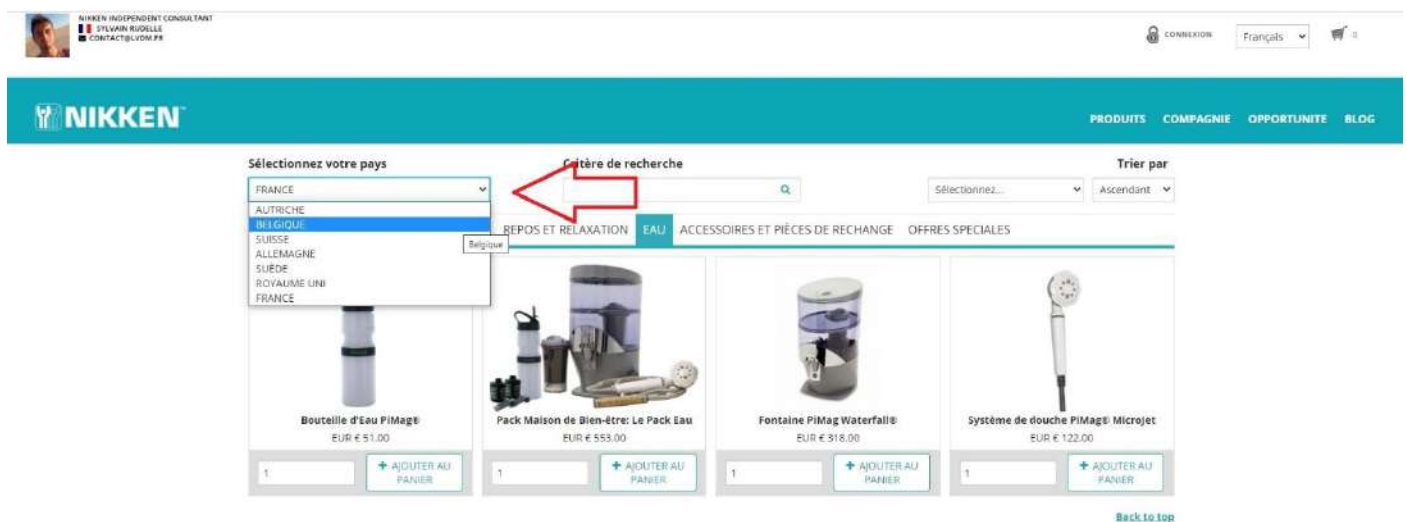 NIKKEN INDEPENDENT CONSULTANT
SYLVAIN RUDELLE
CONTACT@LVDM.FR
CONNEXION
Français
0
NIKKEN™
PRODUITS COMPAGNIE OPPORTUNITE BLOG
Sélectionnez votre pays
Critère de recherche
Trier par
FRANCE
Sélectionnez...
Ascendant
AUTRICHE
BELGIQUE
SUISSE
ALLEMAGNE
SUÈDE
ROYAUME UNI
FRANCE
Belgique
REPOS ET RELAXATION EAU ACCESSOIRES ET PIÈCES DE RECHANGE OFFRES SPECIALES
Bouteille d'Eau PiMag®
EUR € 51.00
1
+ AJOUTER AU
PANIER
Pack Maison de Bien-être: Le Pack Eau
EUR € 553.00
1
+ AJOUTER AU
PANIER
Fontaine PiMag Waterfall®
EUR € 318.00
1
+ AJOUTER AU
PANIER
Système de douche PiMag® Microjet
EUR € 122.00
1
+ AJOUTER AU
PANIER
Back to top